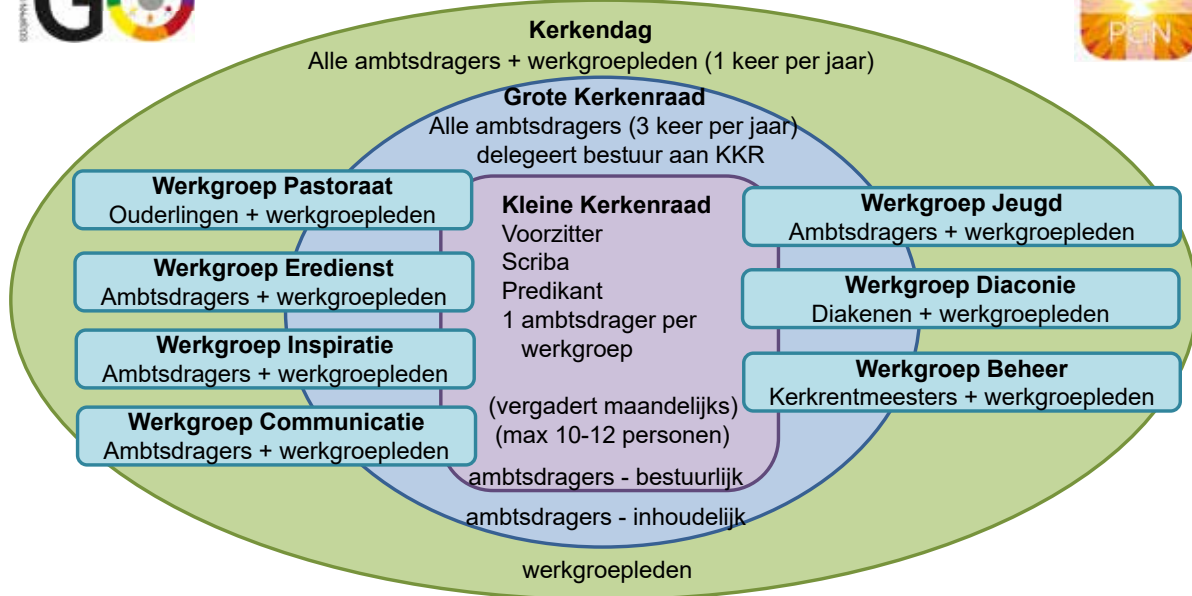 GO
PGN
Kerkendag
Alle ambtsdragers + werkgroepleden (1 keer per jaar)
Grote Kerkenraad
Alle ambtsdragers (3 keer per jaar)
delegeert bestuur aan KKR
Werkgroep Pastoraat
Ouderlingen + werkgroepleden
Werkgroep Eredienst
Ambtsdragers + werkgroepleden
Werkgroep Inspiratie
Ambtsdragers + werkgroepleden
Werkgroep Communicatie
Ambtsdragers + werkgroepleden
Kleine Kerkenraad
Voorzitter
Scriba
Predikant
1 ambtsdrager per
werkgroep
(vergadert maandelijks)
(max 10-12 personen)
ambtsdragers - bestuurlijk
ambtsdragers - inhoudelijk
werkgroepleden
Werkgroep Jeugd
Ambtsdragers + werkgroepleden
Werkgroep Diaconie
Diakenen + werkgroepleden
Werkgroep Beheer
Kerkrentmeesters + werkgroepleden